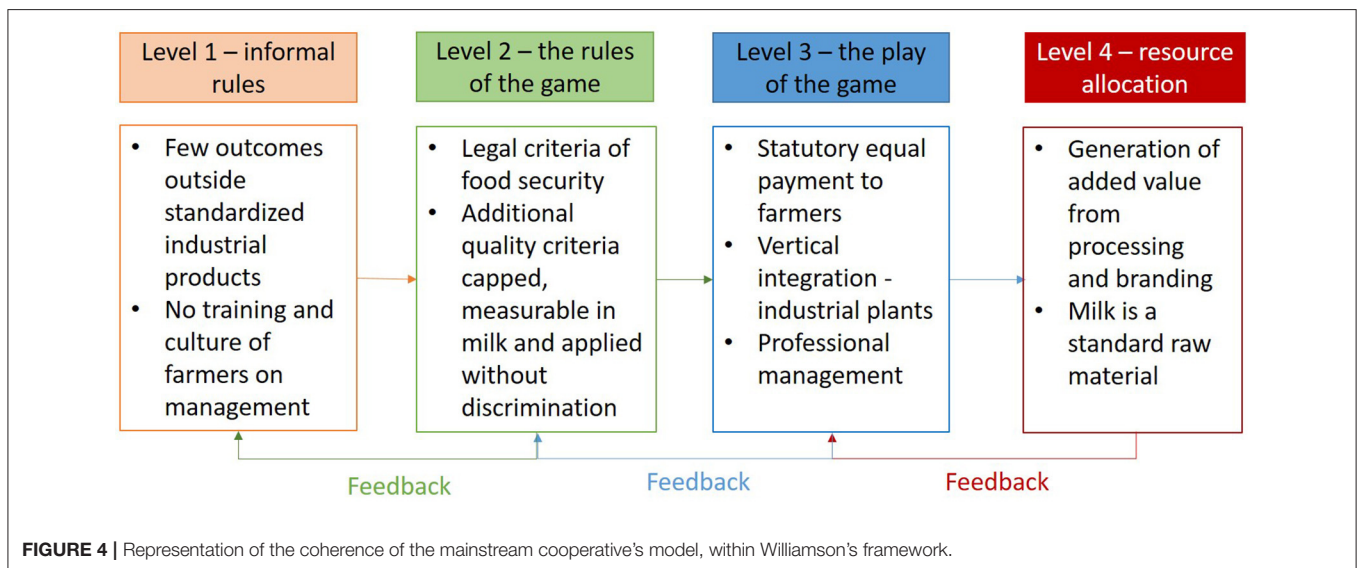 Level 1 – informal
rules
Level 2 – the rules
of the game
Level 3 – the play
of the game
Level 4 – resource
allocation
• Few outcomes
outside
standardized
industrial
products
• No training and
culture of
farmers on
management
• Legal criteria of
food security
• Additional
quality criteria
capped,
measurable in
milk and applied
without
discrimination
• Statutory equal
payment to
farmers
• Vertical
integration -
industrial plants
• Professional
management
• Generation of
added value
from
processing
and branding
• Milk is a
standard raw
material
Feedback
Feedback
Feedback
FIGURE 4 | Representation of the coherence of the mainstream cooperative's model, within Williamson's framework.